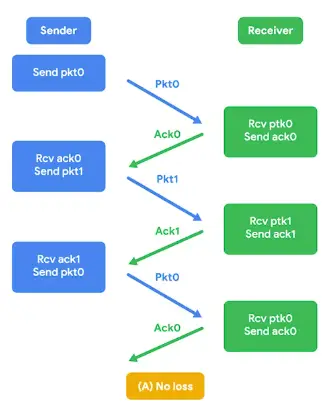 Sender
Receiver
Send pkt0
Pkt0
Rcv ptk0
Send ack0
Ack0
Rcv ack0
Send pkt1
Pkt1
Rcv ptk1
Send ack1
Ack1
Rcv ack1
Send pkt0
Pkt0
Rcv ptk0
Send ack0
Ack0
(A) No loss